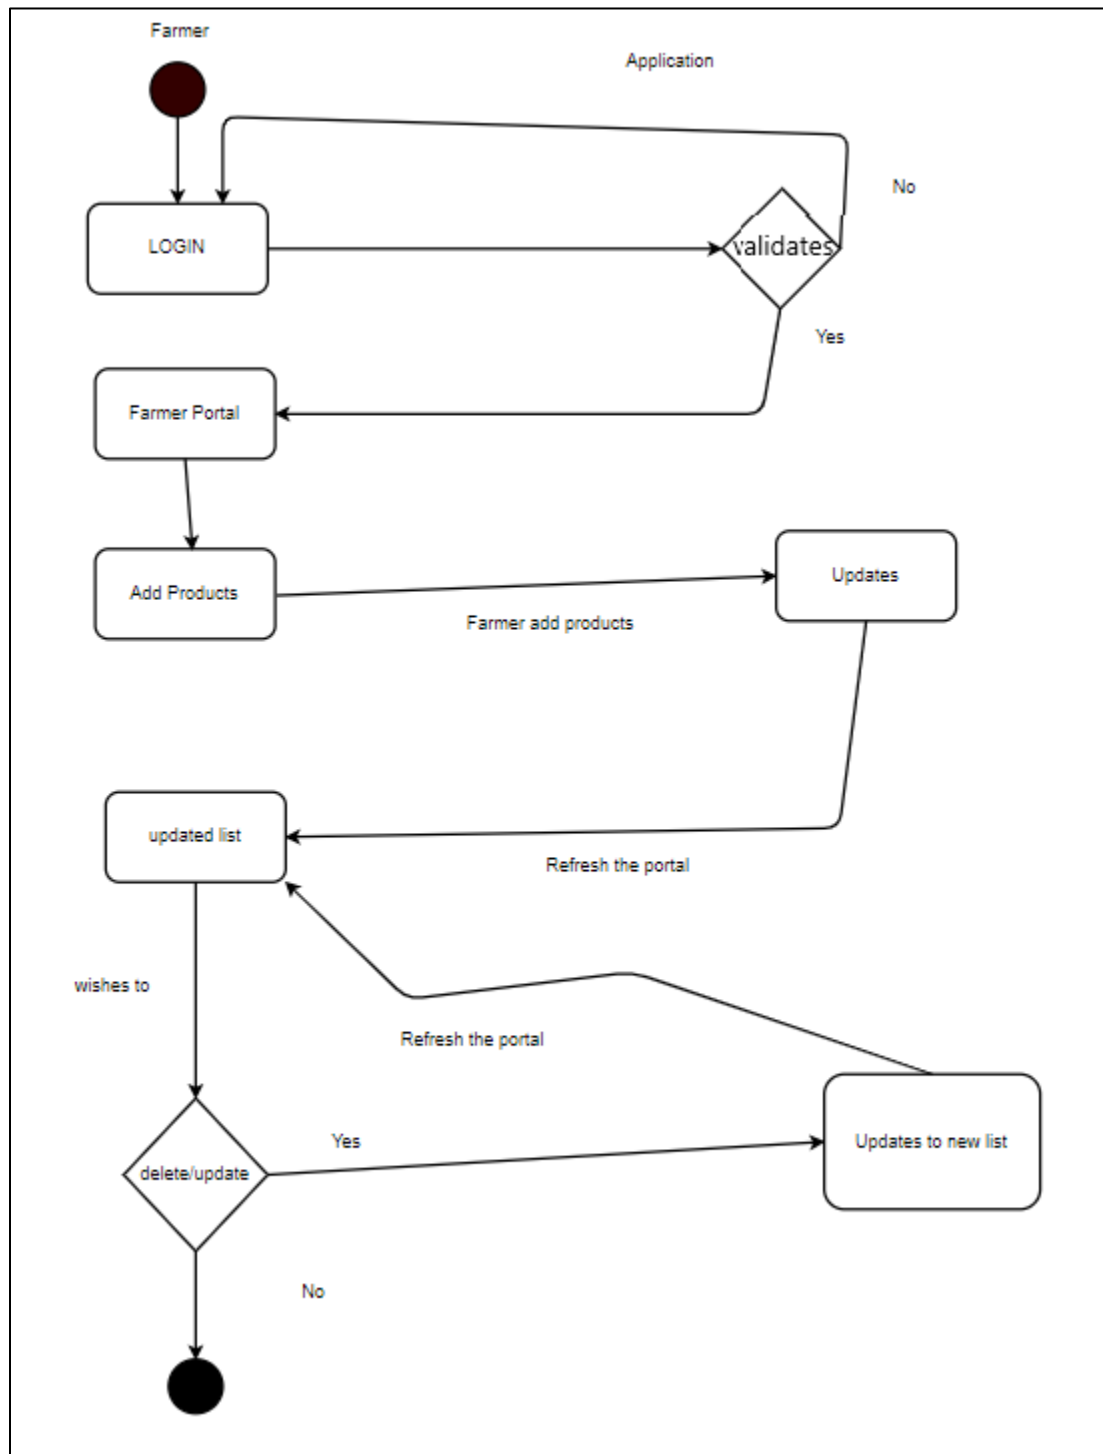 Farmer
Application
No
LOGIN
validates
Yes
Farmer Portal
Add Products
Updates
Farmer add products
updated list
Refresh the portal
wishes to
Refresh the portal
Yes
Updates to new list
delete/update
No